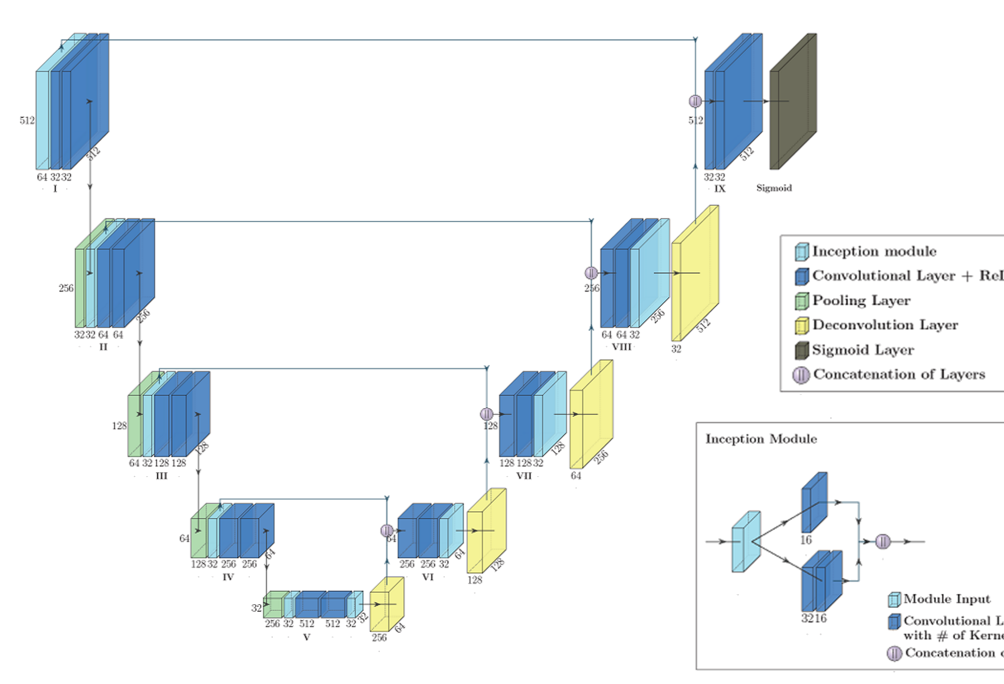 512
64 32 32
512
I
512
32 32
512
IX
Sigmoid
256
32 32 64 64
256
II
256
64 64 32
256
VIII
32
512
Inception module
Convolutional Layer +
Pooling Layer
Deconvolution Layer
Sigmoid Layer
Concatenation of Layers
128
64 32 128 128
128
III
128
128 128 32
128
VII
64
256
64
128 32 256 256
64
IV
64
256 256 32
64
VI
128
128
32
256 32 512 512 32
32
V
256
64
Inception Module
16
32 16
Module Input
Convolutional
with # of
Concatenation